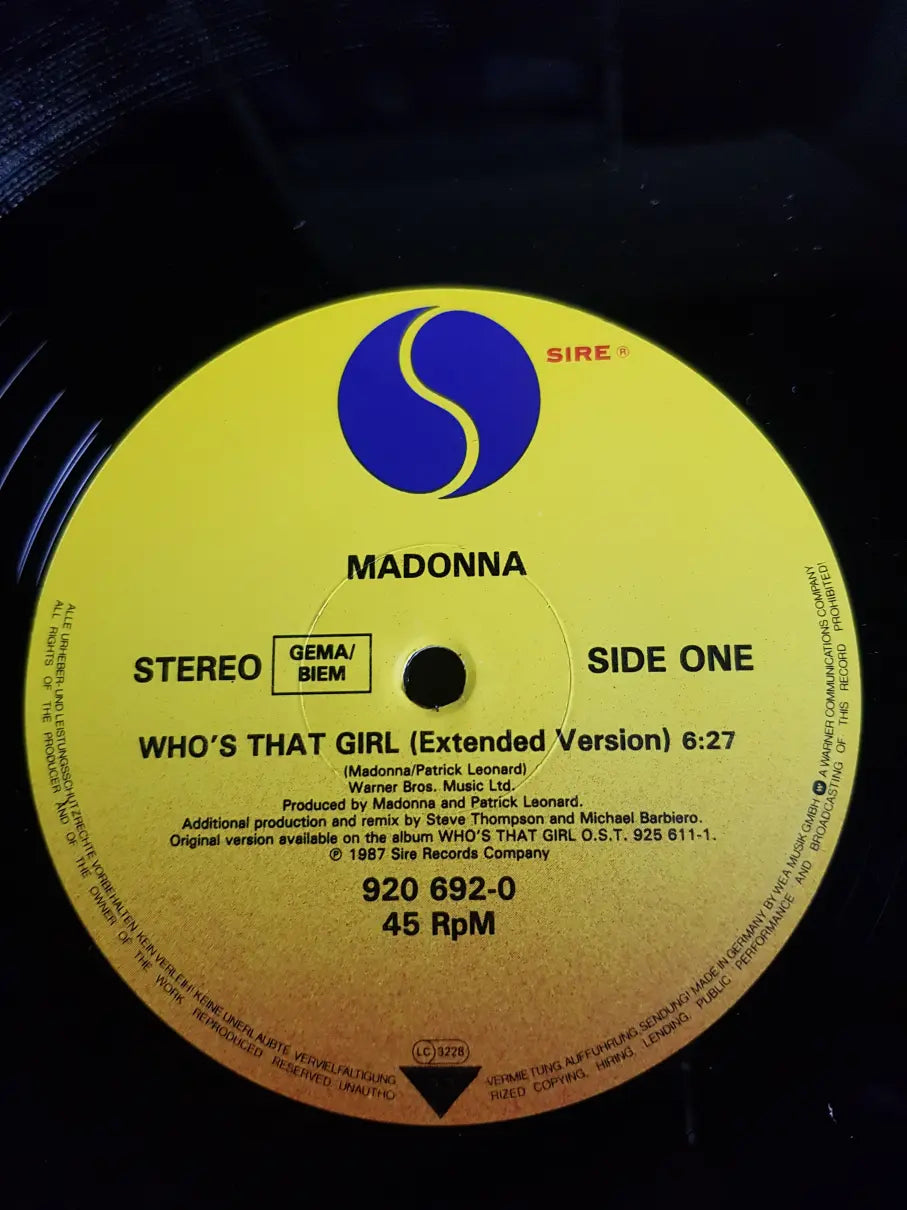 SIRE ®
MADONNA
STEREO
GEMA/
BIEM
SIDE ONE
WHO'S THAT GIRL (Extended Version) 6:27
(Madonna/Patrick Leonard)
Warner Bros. Music Ltd.
Produced by Madonna and Patrick Leonard.
Additional production and remix by Steve Thompson and Michael Barbiero.
Original version available on the album WHO'S THAT GIRL O.S.T. 925 611-1.
℗ 1987 Sire Records Company
920 692-0
45 RpM
LC 3228
ALLE URHEBER- UND LEISTUNGSSCHUTZRECHTE VORBEHALTEN KEIN VERLEIH! KEINE UNERLAUBTE VERVIELFÄLTIGUNG
VERMIETUNG, AUFFÜHRUNG, SENDUNG! MADE IN GERMANY BY WEA MUSIK GMBH A WARNER COMMUNICATIONS COMPANY
ALL RIGHTS OF THE PRODUCER AND OF THE OWNER OF THE WORK REPRODUCED RESERVED UNAUTHO
RIZED COPYING, HIRING, LENDING, PUBLIC PERFORMANCE AND BROADCASTING OF THIS RECORD PROHIBITED!